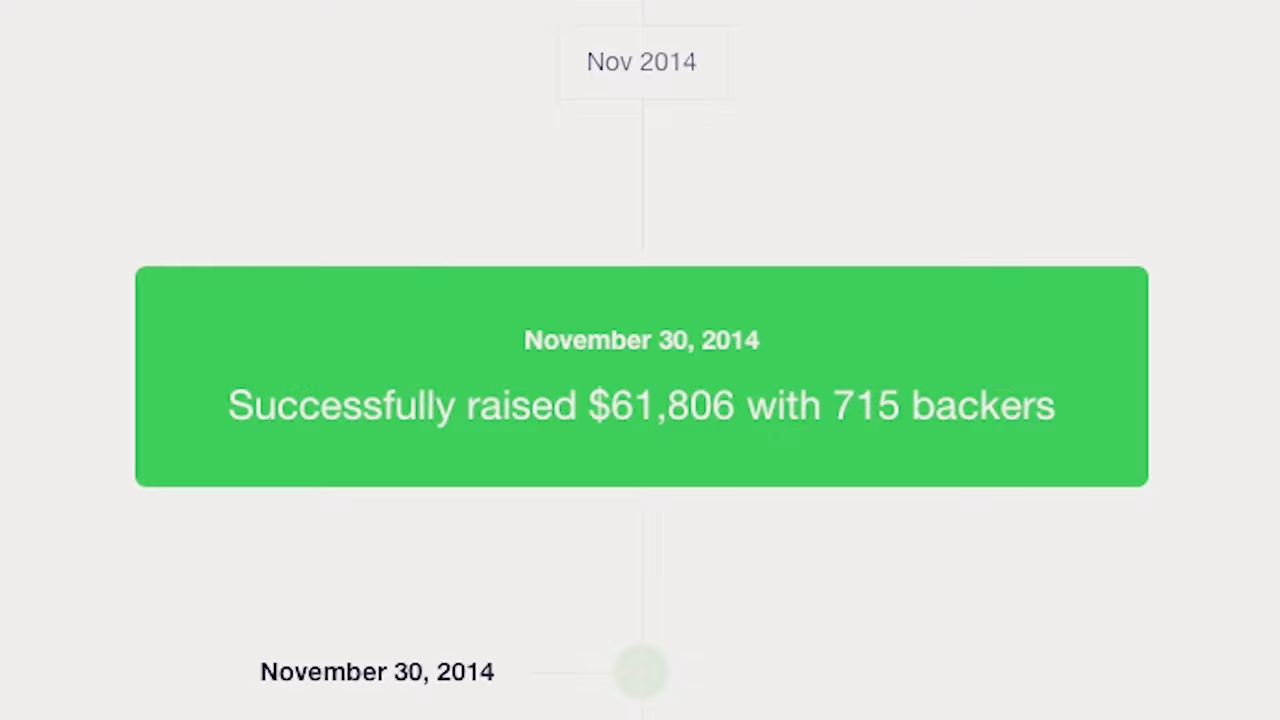 Nov 2014
November 30, 2014
Successfully raised $61,806 with 715 backers
November 30, 2014